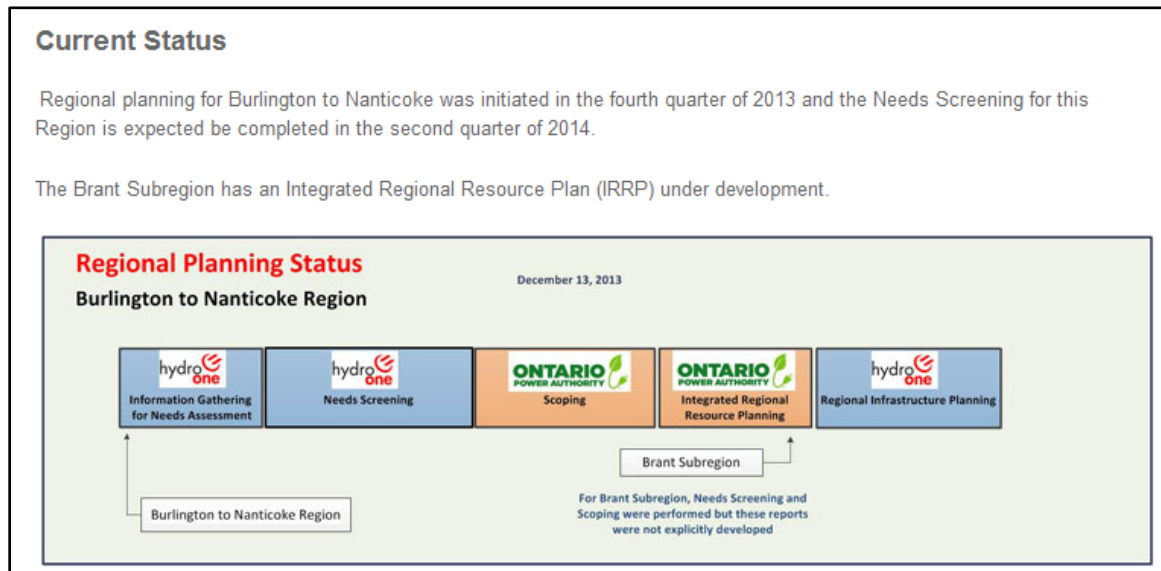 Current Status
Regional planning for Burlington to Nanticoke was initiated in the fourth quarter of 2013 and the Needs Screening for this
Region is expected be completed in the second quarter of 2014.
The Brant Subregion has an Integrated Regional Resource Plan (IRRP) under development.
Regional Planning Status
December 13, 2013
Burlington to Nanticoke Region
hydro one
Information Gathering
for Needs Assessment
hydro one
Needs Screening
ONTARIO
POWER AUTHORITY
Scoping
ONTARIO
POWER AUTHORITY
Integrated Regional
Resource Planning
hydro one
Regional Infrastructure Planning
Brant Subregion
Burlington to Nanticoke Region
For Brant Subregion, Needs Screening and
Scoping were performed but these reports
were not explicitly developed